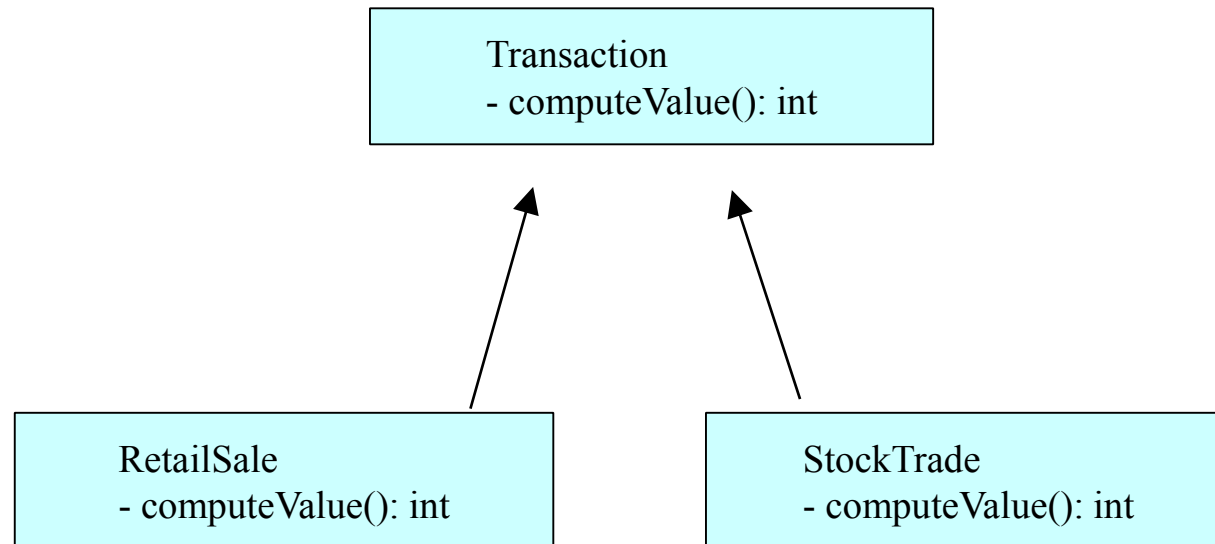 Transaction
- computeValue(): int
RetailSale
- computeValue(): int
StockTrade
- computeValue(): int